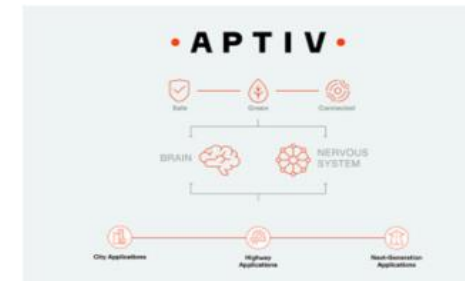 • APTIV •
Safe Green Connected
BRAIN
NERVOUS
SYSTEM
City Applications
Highway
Applications
Next-Generation
Applications